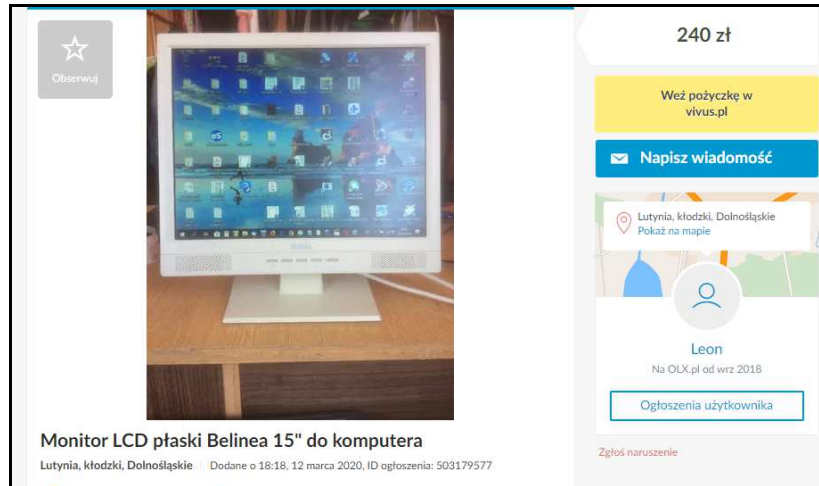 Obserwuj
Belinea
240 zł
Weź pożyczkę w
vivus.pl
Napisz wiadomość
Lutynia, kłodzki, Dolnośląskie
Pokaż na mapie
Leon
Na OLX.pl od wrz 2018
Ogłoszenia użytkownika
Zgłoś naruszenie
Monitor LCD płaski Belinea 15" do komputera
Lutynia, kłodzki, Dolnośląskie | Dodane o 18:18, 12 marca 2020, ID ogłoszenia: 503179577